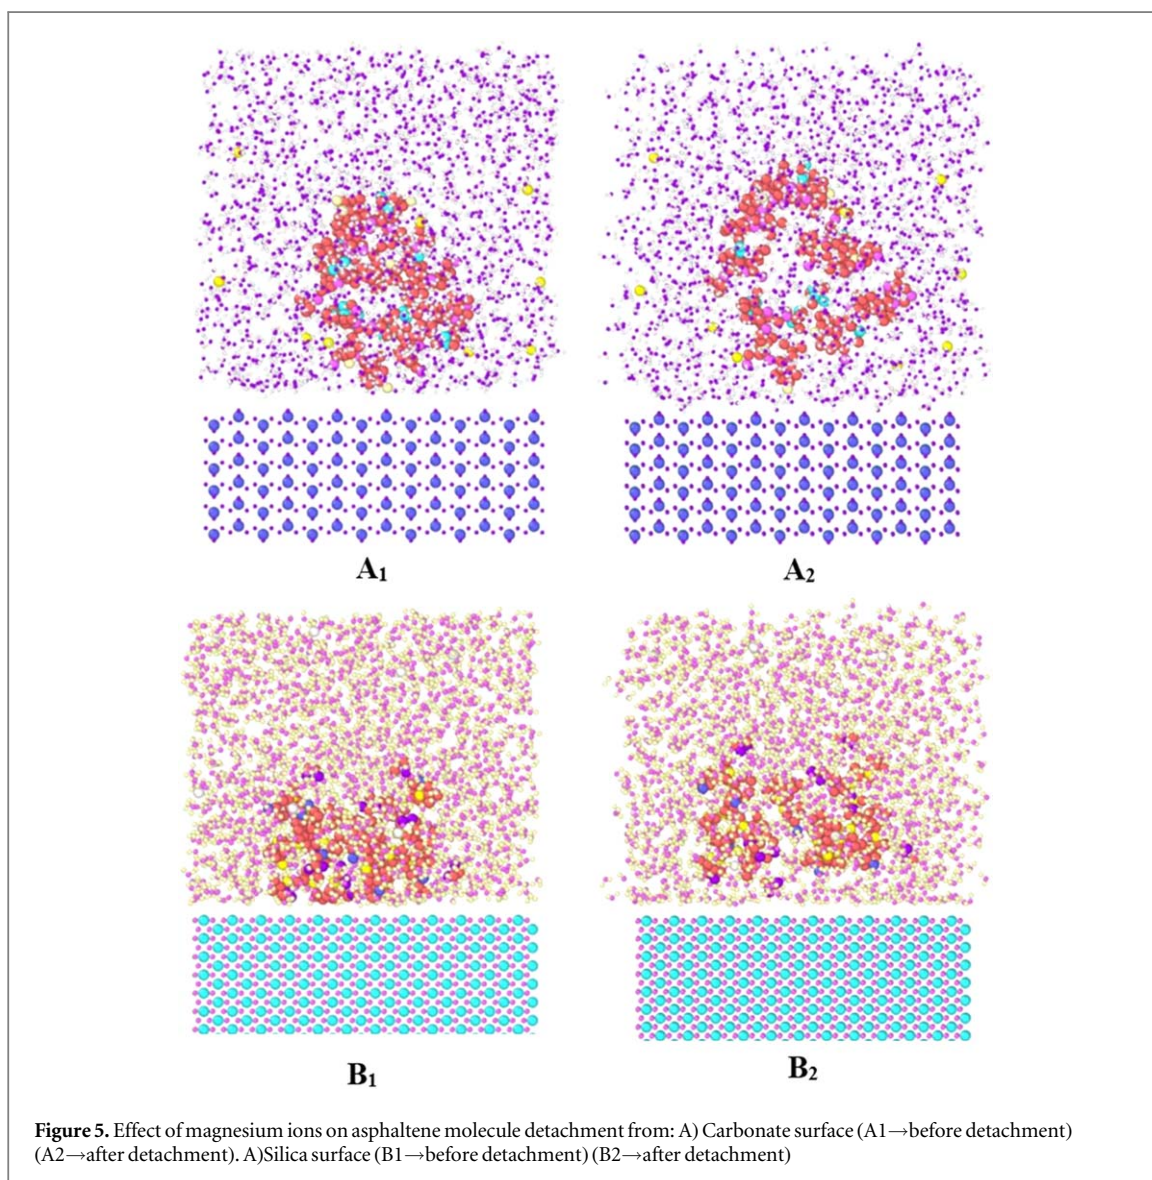 A₁
A₂
B₁
B₂
Figure 5. Effect of magnesium ions on asphaltene molecule detachment from: A) Carbonate surface (A1→before detachment)
(A2→after detachment). A)Silica surface (B1→before detachment) (B2→after detachment)